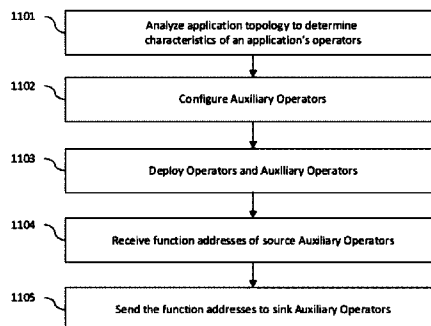 1101
Analyze application topology to determine
characteristics of an application's operators
1102
Configure Auxiliary Operators
1103
Deploy Operators and Auxiliary Operators
1104
Receive function addresses of source Auxiliary Operators
1105
Send the function addresses to sink Auxiliary Operators